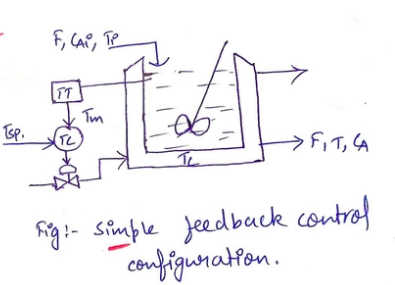 F, CAi, Ti
TT
Tm
Tsp.
TC
Tc
F, T, CA
Fig:- Simple feedback control
configuration.